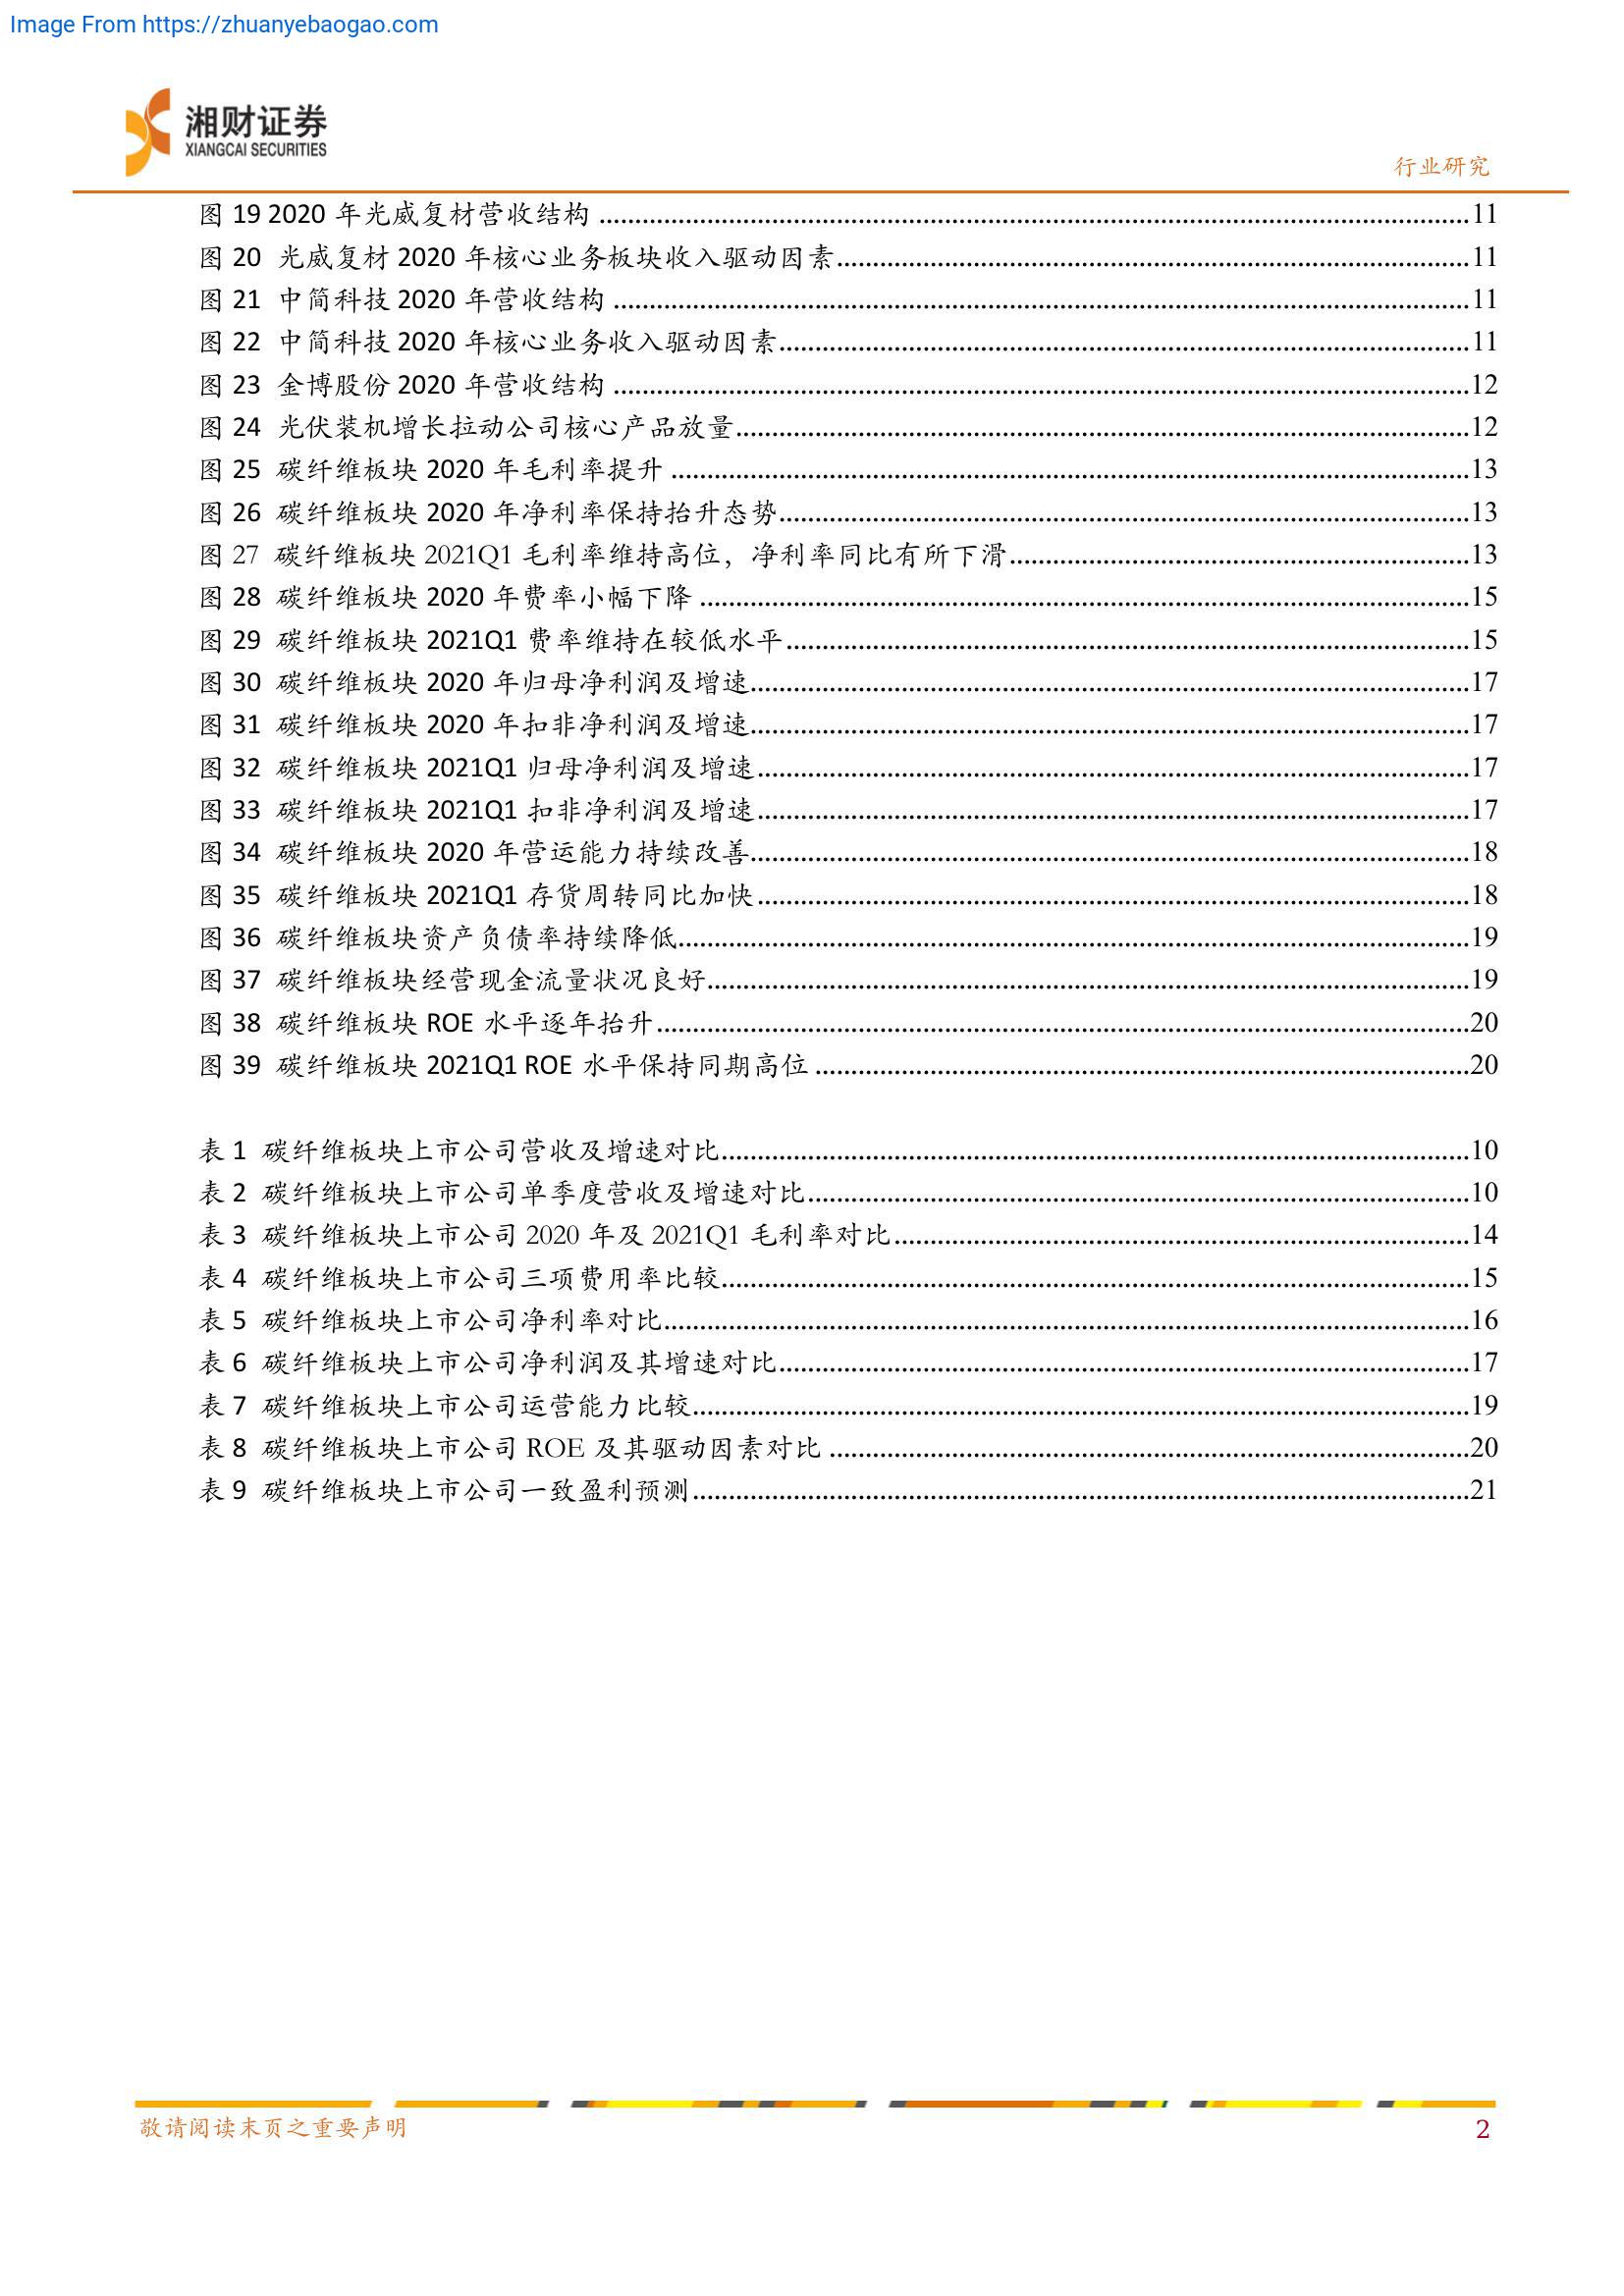 Image From https://zhuanyebaogao.com
湘财证券
XIANGCAI SECURITIES
行业研究
图 19 2020 年光威复材营收结构 ........................................................11
图 20 光威复材 2020 年核心业务板块收入驱动因素........................................................11
图 21 中简科技 2020 年营收结构 ........................................................11
图 22 中简科技 2020 年核心业务收入驱动因素........................................................11
图 23 金博股份 2020 年营收结构 ........................................................12
图 24 光伏装机增长拉动公司核心产品放量........................................................12
图 25 碳纤维板块 2020 年毛利率提升 ........................................................13
图 26 碳纤维板块 2020 年净利率保持抬升态势........................................................13
图 27 碳纤维板块 2021Q1 毛利率维持高位，净利率同比有所下滑........................................................13
图 28 碳纤维板块 2020 年费率小幅下降 ........................................................15
图 29 碳纤维板块 2021Q1 费率维持在较低水平........................................................15
图 30 碳纤维板块 2020 年归母净利润及增速........................................................17
图 31 碳纤维板块 2020 年扣非净利润及增速........................................................17
图 32 碳纤维板块 2021Q1 归母净利润及增速........................................................17
图 33 碳纤维板块 2021Q1 扣非净利润及增速........................................................17
图 34 碳纤维板块 2020 年营运能力持续改善........................................................18
图 35 碳纤维板块 2021Q1 存货周转同比加快........................................................18
图 36 碳纤维板块资产负债率持续降低........................................................19
图 37 碳纤维板块经营现金流量状况良好........................................................19
图 38 碳纤维板块 ROE 水平逐年抬升........................................................20
图 39 碳纤维板块 2021Q1 ROE 水平保持同期高位 ........................................................20
表 1 碳纤维板块上市公司营收及增速对比........................................................10
表 2 碳纤维板块上市公司单季度营收及增速对比........................................................10
表 3 碳纤维板块上市公司 2020 年及 2021Q1 毛利率对比........................................................14
表 4 碳纤维板块上市公司三项费用率比较........................................................15
表 5 碳纤维板块上市公司净利率对比........................................................16
表 6 碳纤维板块上市公司净利润及其增速对比........................................................17
表 7 碳纤维板块上市公司运营能力比较........................................................19
表 8 碳纤维板块上市公司 ROE 及其驱动因素对比 ........................................................20
表 9 碳纤维板块上市公司一致盈利预测........................................................21
敬请阅读末页之重要声明
2